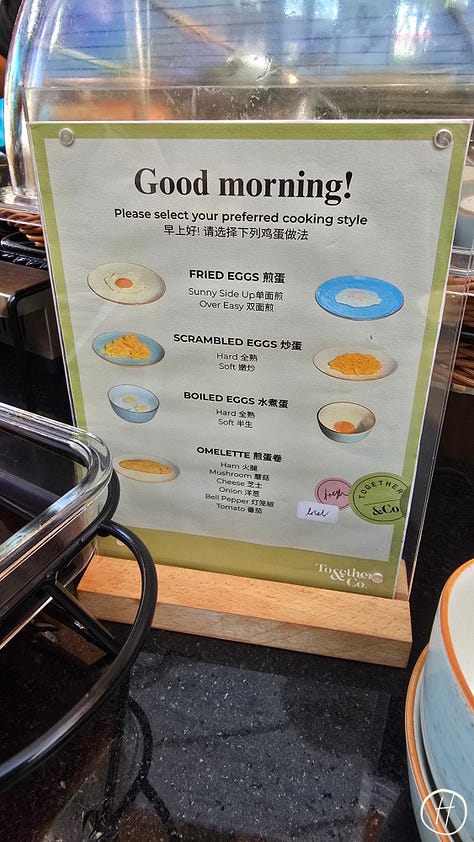 Good morning!
Please select your preferred cooking style
早上好! 请选择下列鸡蛋做法
FRIED EGGS 煎蛋
Sunny Side Up单面煎
Over Easy 双面煎
SCRAMBLED EGGS 炒蛋
Hard 全熟
Soft 嫩炒
BOILED EGGS 水煮蛋
Hard 全熟
Soft 半生
OMELETTE 煎蛋卷
Ham 火腿
Mushroom 蘑菇
Cheese 芝士
Onion 洋葱
Bell Pepper 灯笼椒
Tomato 番茄
fresh
local
TOGETHER
&Co
Together
&Co.
H